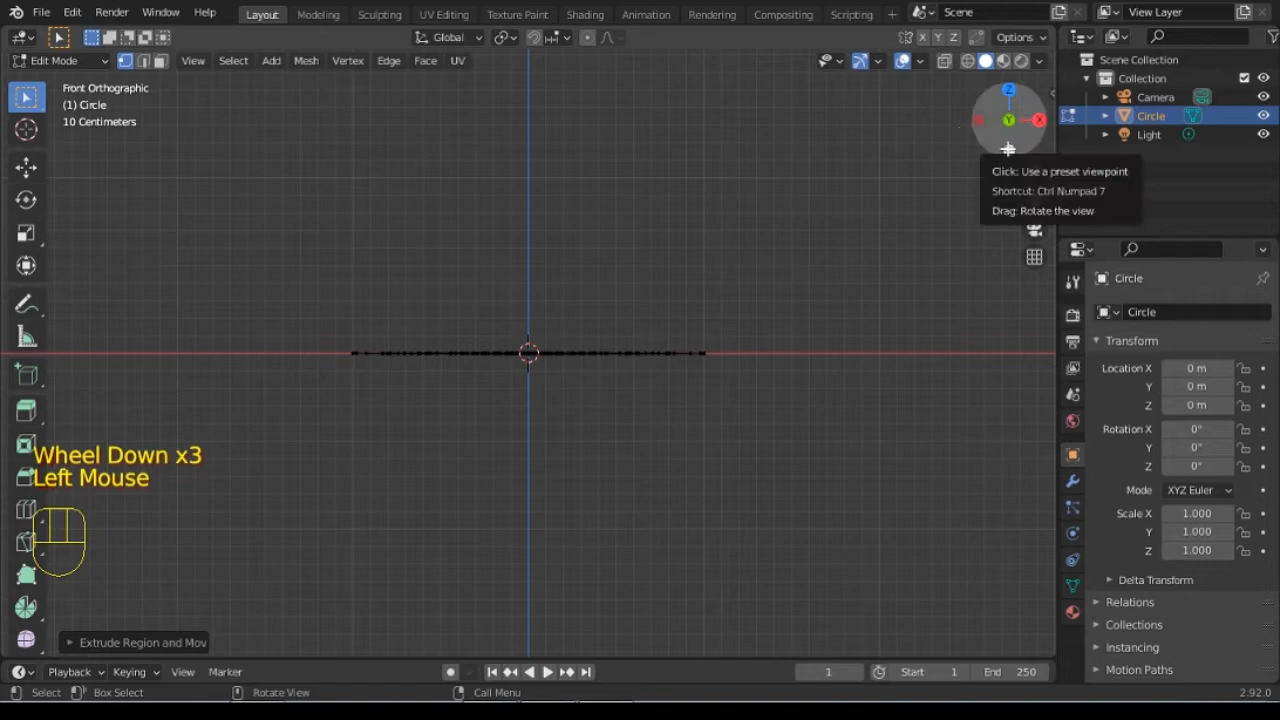 File Edit Render Window Help Layout Modeling Sculpting UV Editing Texture Paint Shading Animation Rendering Compositing Scripting + Scene View Layer
Global X Y Z Options
Edit Mode View Select Add Mesh Vertex Edge Face UV
Scene Collection
Collection
Camera
Circle
Light
Front Orthographic
(1) Circle
10 Centimeters
Z
Y
X
Click: Use a preset viewpoint
Shortcut: Ctrl Numpad 7
Drag: Rotate the view
Circle
Circle
Transform
Location X 0 m
Y 0 m
Z 0 m
Rotation X 0°
Y 0°
Z 0°
Mode XYZ Euler
Scale X 1.000
Y 1.000
Z 1.000
Delta Transform
Relations
Collections
Instancing
Motion Paths
Wheel Down x3
Left Mouse
Extrude Region and Mov
Playback Keying View Marker 1 Start 1 End 250
Select Box Select Rotate View Call Menu 2.92.0